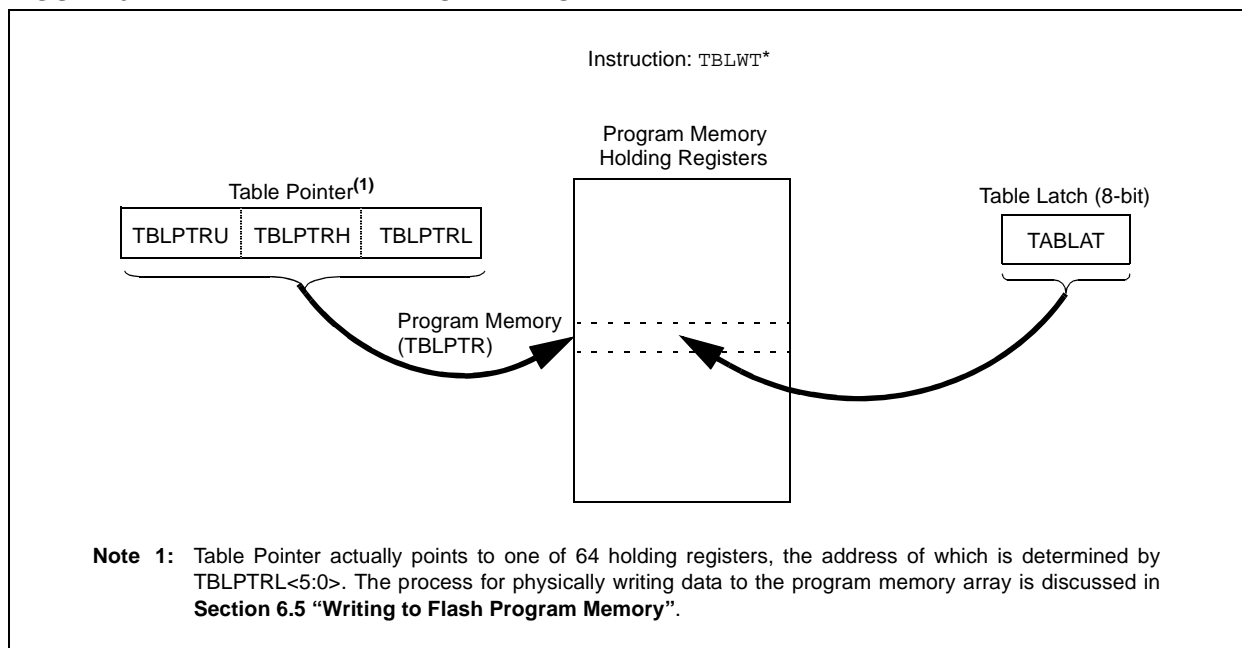 Instruction: TBLWT*
Program Memory
Holding Registers
Table Pointer(1)
Table Latch (8-bit)
TBLPTRU TBLPTRH TBLPTRL
TABLAT
Program Memory
(TBLPTR)
Note 1: Table Pointer actually points to one of 64 holding registers, the address of which is determined by
TBLPTRL<5:0>. The process for physically writing data to the program memory array is discussed in
Section 6.5 “Writing to Flash Program Memory”.